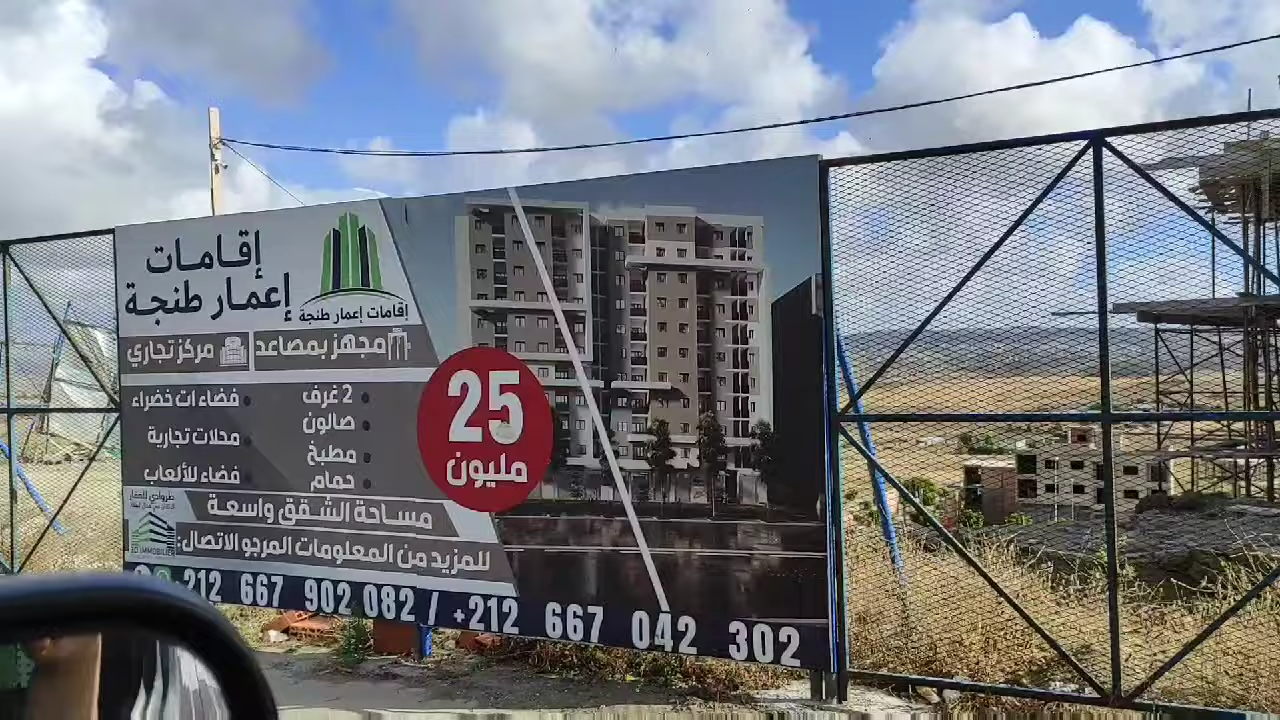 إقامات
إعمار طنجة
إقامات إعمار طنجة
مجهز بمصاعد
مركز تجاري
2 غرف
صالون
مطبخ
حمام
فضاءات خضراء
محلات تجارية
فضاء للألعاب
25
مليون
مساحة الشقق واسعة
للمزيد من المعلومات المرجو الاتصال:
IMMOBILIER
212 667 902 082 / +212 667 042 302